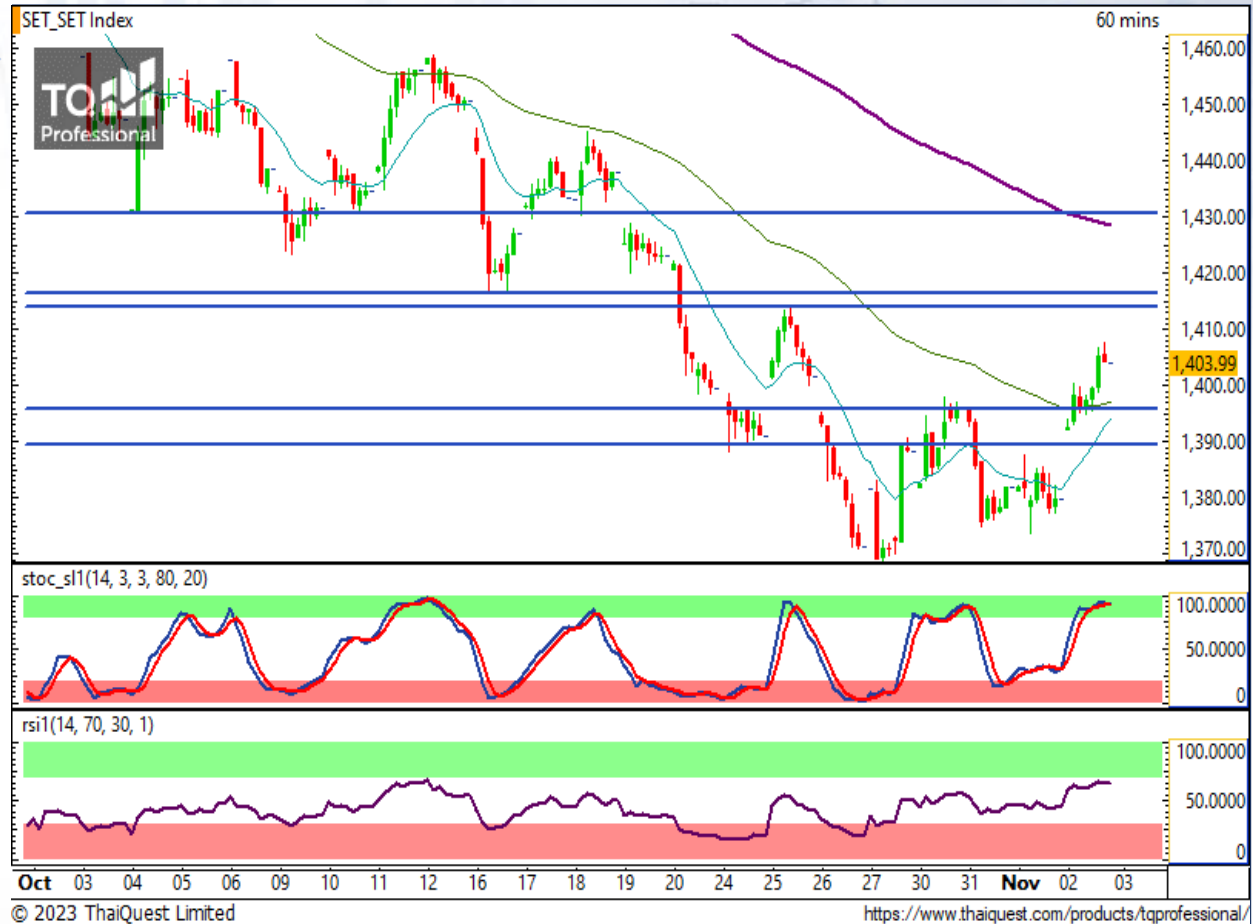 SET_SET Index 60 mins
TQ
Professional
1,460.00
1,450.00
1,440.00
1,430.00
1,420.00
1,410.00
1,403.99
1,400.00
1,390.00
1,380.00
1,370.00
stoc_sl1(14, 3, 3, 80, 20)
100.0000
50.0000
0
rsi1(14, 70, 30, 1)
100.0000
50.0000
0
Oct 03 04 05 06 09 10 11 12 16 17 18 19 20 24 25 26 27 30 31 Nov 02 03
© 2023 ThaiQuest Limited https://www.thaiquest.com/products/tqprofessional/